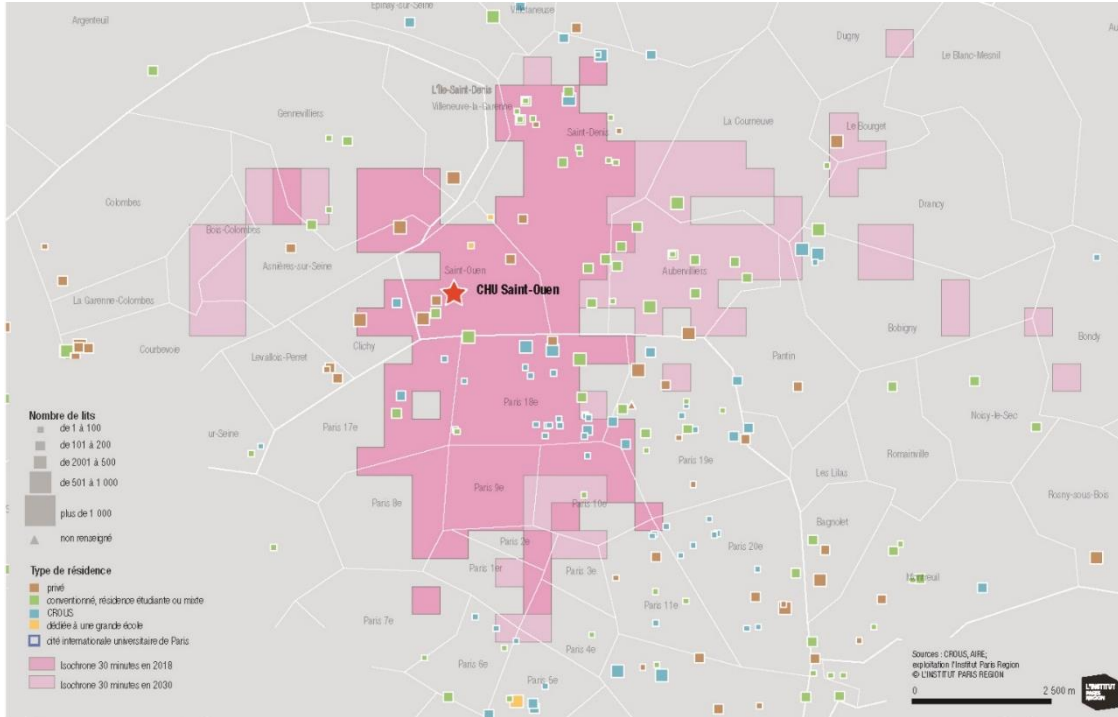 Argenteuil
Epinay-sur-Seine
Villetaneuse
Dugny
Le Blanc-Mesnil
L'Île-Saint-Denis
Villeneuve-la-Garenne
Gennevilliers
Saint-Denis
La Courneuve
Le Bourget
Colombes
Drancy
Bois-Colombes
Asnières-sur-Seine
Saint-Ouen
Aubervilliers
CHU Saint-Ouen
La Garenne-Colombes
Bobigny
Bondy
Courbevoie
Levallois-Perret
Clichy
Pantin
Paris 18e
Noisy-le-Sec
Paris 17e
ur-Seine
Paris 19e
Romainville
Les Lilas
Paris 8e
Paris 9e
Paris 10e
Rosny-sous-Bois
Bagnolet
Paris 2e
Paris 20e
Paris 1er
Paris 3e
Montreuil
Paris 7e
Paris 11e
Paris 4e
Paris 6e
Paris 5e
Nombre de lits
de 1 à 100
de 101 à 200
de 2001 à 500
de 501 à 1 000
plus de 1 000
non renseigné
Type de résidence
privé
conventionné, résidence étudiante ou mixte
CROUS
dédiée à une grande école
cité internationale universitaire de Paris
Isochrone 30 minutes en 2018
Isochrone 30 minutes en 2030
Sources : CROUS, AIRE;
exploitation l'Institut Paris Region
© L'INSTITUT PARIS REGION
0 2 500 m
L'INSTITUT
PARIS
REGION